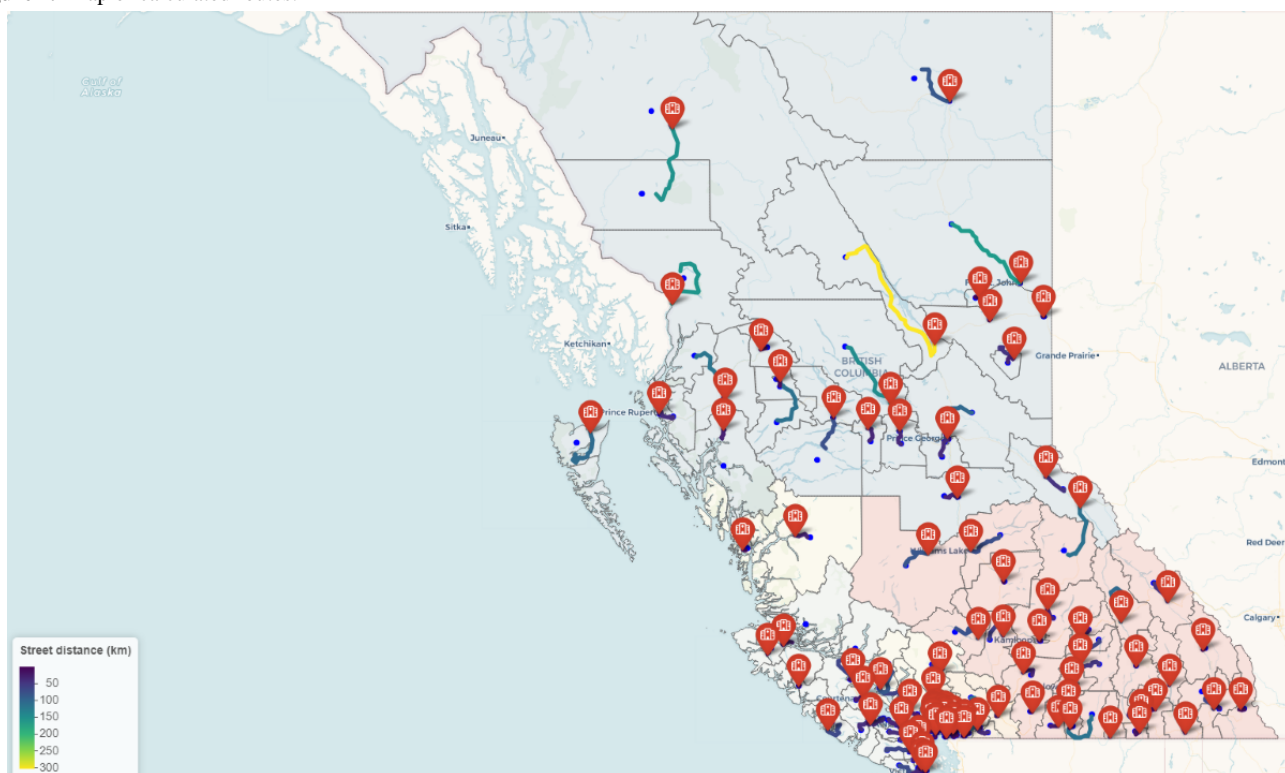 Gulf of
Alaska
Juneau
Sitka
Ketchikan
Prince Rupert
BRITISH
COLUMBIA
Grande Prairie
ALBERTA
Prince George
Williams Lake
Red Deer
Calgary
Kamloops
Street distance (km)
50
100
150
200
250
300